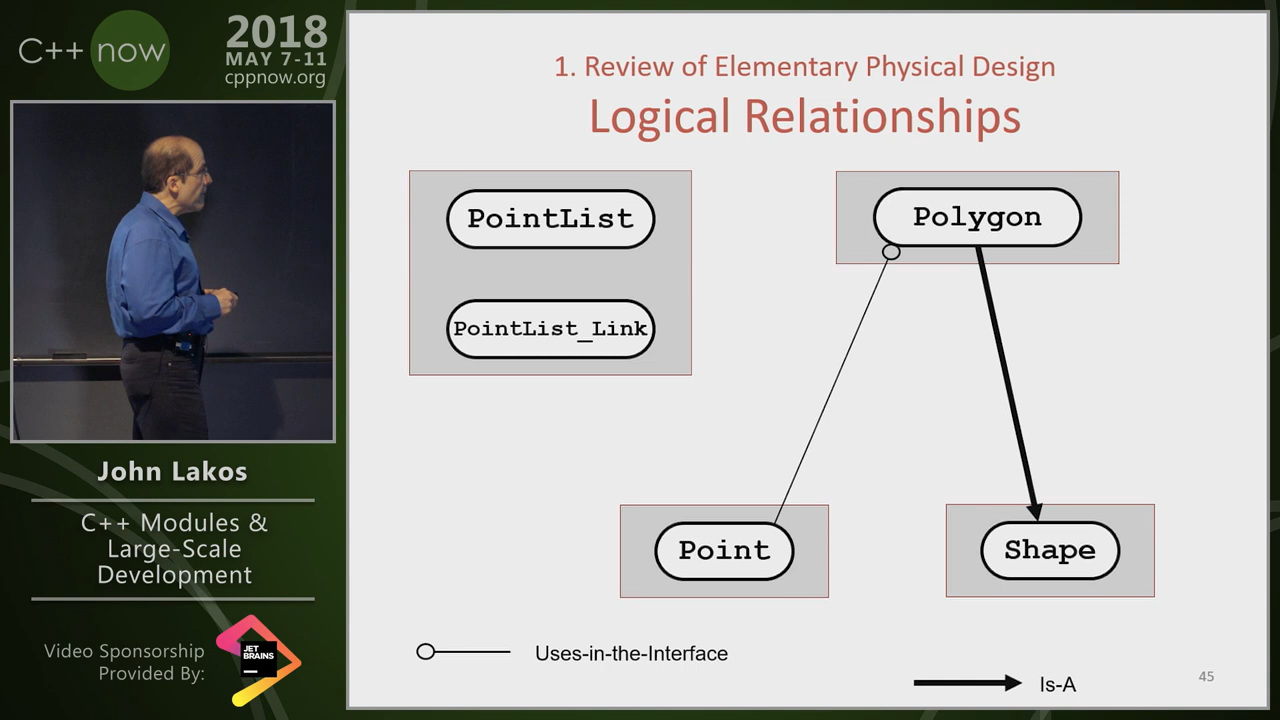 C++ now
2018
MAY 7-11
cppnow.org
John Lakos
C++ Modules &
Large-Scale
Development
Video Sponsorship
Provided By:
JET
BRAINS
1. Review of Elementary Physical Design
Logical Relationships
PointList
PointList_Link
Polygon
Point
Shape
Uses-in-the-Interface
Is-A
45